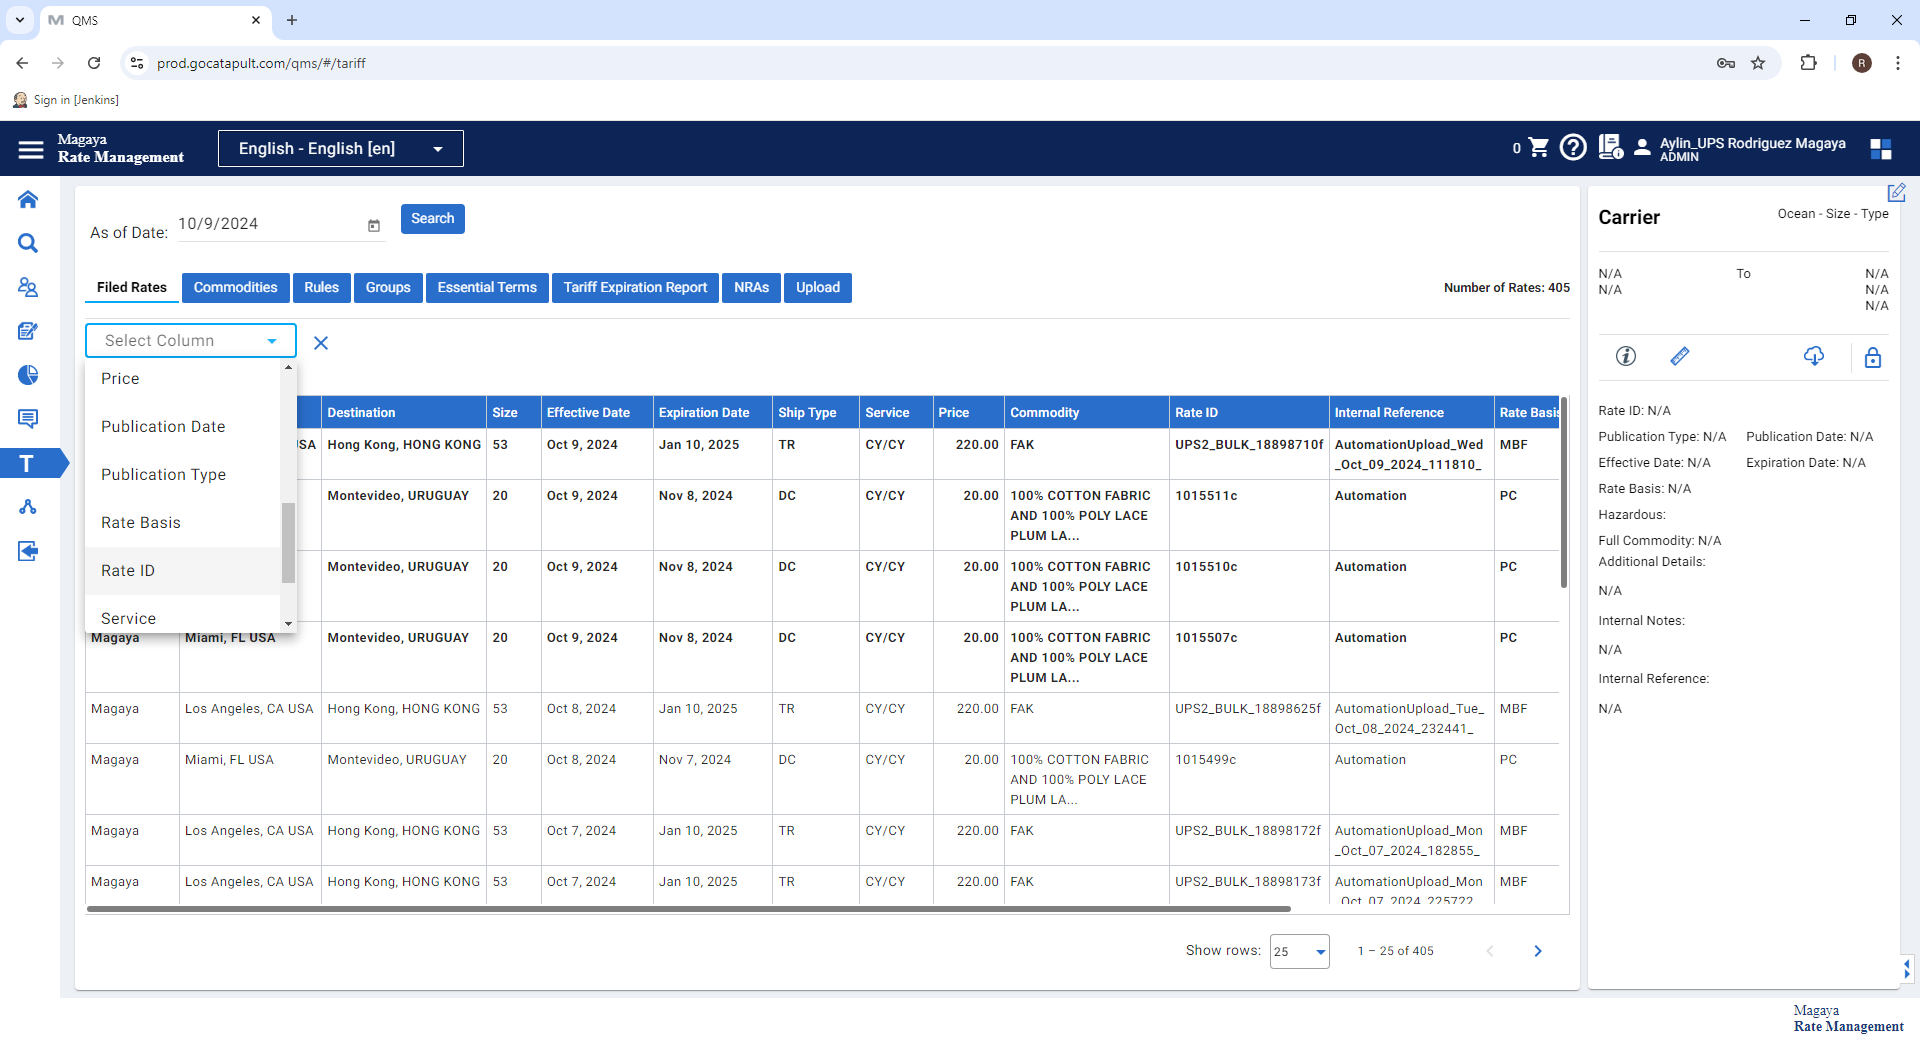 QMS
prod.gocatapult.com/qms/#/tariff
R
Sign in [Jenkins]
Magaya
Rate Management
English - English [en]
0
Aylin_UPS Rodriguez Magaya
ADMIN
As of Date:
10/9/2024
Search
Filed Rates
Commodities
Rules
Groups
Essential Terms
Tariff Expiration Report
NRAs
Upload
Number of Rates: 405
Select Column
Price
Publication Date
Publication Type
Rate Basis
Rate ID
Service
Destination Size Effective Date Expiration Date Ship Type Service Price Commodity Rate ID Internal Reference Rate Basis
USA Hong Kong, HONG KONG 53 Oct 9, 2024 Jan 10, 2025 TR CY/CY 220.00 FAK UPS2_BULK_18898710f AutomationUpload_Wed MBF
_Oct_09_2024_111810_
Montevideo, URUGUAY 20 Oct 9, 2024 Nov 8, 2024 DC CY/CY 20.00 100% COTTON FABRIC 1015511c Automation PC
AND 100% POLY LACE
PLUM LA...
Montevideo, URUGUAY 20 Oct 9, 2024 Nov 8, 2024 DC CY/CY 20.00 100% COTTON FABRIC 1015510c Automation PC
AND 100% POLY LACE
PLUM LA...
Magaya Miami, FL USA Montevideo, URUGUAY 20 Oct 9, 2024 Nov 8, 2024 DC CY/CY 20.00 100% COTTON FABRIC 1015507c Automation PC
AND 100% POLY LACE
PLUM LA...
Magaya Los Angeles, CA USA Hong Kong, HONG KONG 53 Oct 8, 2024 Jan 10, 2025 TR CY/CY 220.00 FAK UPS2_BULK_18898625f AutomationUpload_Tue_ MBF
Oct_08_2024_232441_
Magaya Miami, FL USA Montevideo, URUGUAY 20 Oct 8, 2024 Nov 7, 2024 DC CY/CY 20.00 100% COTTON FABRIC 1015499c Automation PC
AND 100% POLY LACE
PLUM LA...
Magaya Los Angeles, CA USA Hong Kong, HONG KONG 53 Oct 7, 2024 Jan 10, 2025 TR CY/CY 220.00 FAK UPS2_BULK_18898172f AutomationUpload_Mon MBF
_Oct_07_2024_182855_
Magaya Los Angeles, CA USA Hong Kong, HONG KONG 53 Oct 7, 2024 Jan 10, 2025 TR CY/CY 220.00 FAK UPS2_BULK_18898173f AutomationUpload_Mon MBF
_Oct_07_2024_225722_
Show rows: 25 1 – 25 of 405
Carrier
Ocean - Size - Type
N/A To N/A
N/A N/A
N/A
Rate ID: N/A
Publication Type: N/A Publication Date: N/A
Effective Date: N/A Expiration Date: N/A
Rate Basis: N/A
Hazardous:
Full Commodity: N/A
Additional Details:
N/A
Internal Notes:
N/A
Internal Reference:
N/A
T
Magaya
Rate Management